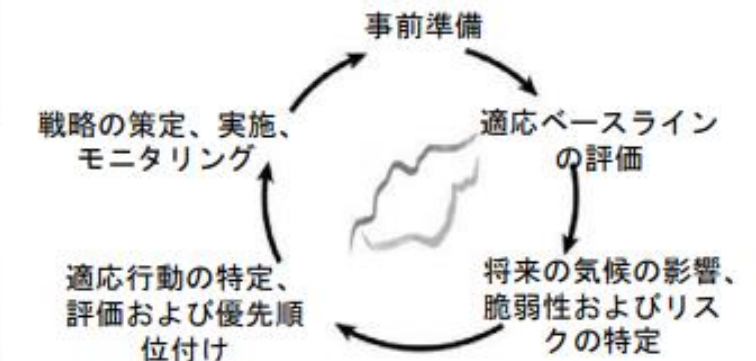 事前準備
適応ベースライン
の評価
将来の気候の影響、
脆弱性およびリス
クの特定
適応行動の特定、
評価および優先順
位付け
戦略の策定、実施、
モニタリング